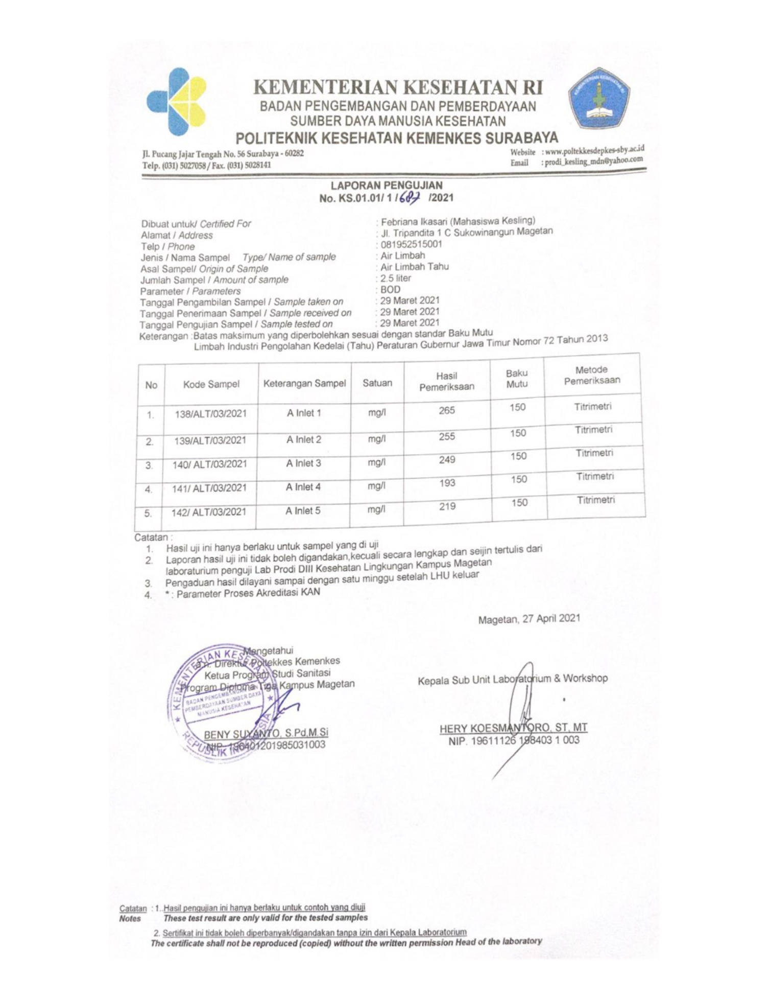 KEMENTERIAN KESEHATAN RI
BADAN PENGEMBANGAN DAN PEMBERDAYAAN
SUMBER DAYA MANUSIA KESEHATAN
POLITEKNIK KESEHATAN KEMENKES SURABAYA
Jl. Pucang Jajar Tengah No. 56 Surabaya - 60282
Telp. (031) 5027058 / Fax. (031) 5028141
Website : www.poltekkesdepkes-sby.ac.id
Email : prodi_kesling_mdn@yahoo.com
LAPORAN PENGUJIAN
No. KS.01.01/ 1 /687 /2021
Dibuat untuk/ Certified For : Febriana Ikasari (Mahasiswa Kesling)
Alamat / Address : Jl. Tripandita 1 C Sukowinangun Magetan
Telp / Phone : 081952515001
Jenis / Nama Sampel Type/ Name of sample : Air Limbah
Asal Sampel/ Origin of Sample : Air Limbah Tahu
Jumlah Sampel / Amount of sample : 2.5 liter
Parameter / Parameters : BOD
Tanggal Pengambilan Sampel / Sample taken on : 29 Maret 2021
Tanggal Penerimaan Sampel / Sample received on : 29 Maret 2021
Tanggal Pengujian Sampel / Sample tested on : 29 Maret 2021
Keterangan :Batas maksimum yang diperbolehkan sesuai dengan standar Baku Mutu
Limbah Industri Pengolahan Kedelai (Tahu) Peraturan Gubernur Jawa Timur Nomor 72 Tahun 2013
No Kode Sampel Keterangan Sampel Satuan Hasil Pemeriksaan Baku Mutu Metode Pemeriksaan
1. 138/ALT/03/2021 A Inlet 1 mg/l 265 150 Titrimetri
2. 139/ALT/03/2021 A Inlet 2 mg/l 255 150 Titrimetri
3. 140/ ALT/03/2021 A Inlet 3 mg/l 249 150 Titrimetri
4. 141/ ALT/03/2021 A Inlet 4 mg/l 193 150 Titrimetri
5. 142/ ALT/03/2021 A Inlet 5 mg/l 219 150 Titrimetri
Catatan :
1. Hasil uji ini hanya berlaku untuk sampel yang di uji
2. Laporan hasil uji ini tidak boleh digandakan,kecuali secara lengkap dan seijin tertulis dari
laboraturium penguji Lab Prodi DIII Kesehatan Lingkungan Kampus Magetan
3. Pengaduan hasil dilayani sampai dengan satu minggu setelah LHU keluar
4. * : Parameter Proses Akreditasi KAN
Magetan, 27 April 2021
Mengetahui
a.n. Direktur Poltekkes Kemenkes
Ketua Program Studi Sanitasi
Program Diploma Tiga Kampus Magetan
KEMENTERIAN KESEHATAN
BADAN PENGEMBANGAN DAN
PEMBERDAYAAN SUMBER DAYA
MANUSIA KESEHATAN
REPUBLIK INDONESIA
BENY SUYANTO, S.Pd,M.Si
NIP. 196401201985031003
Kepala Sub Unit Laboratorium & Workshop
HERY KOESMANTORO, ST, MT
NIP. 19611126 198403 1 003
Catatan : 1..Hasil pengujian ini hanya berlaku untuk contoh yang diuji
Notes These test result are only valid for the tested samples
2. Sertifikat ini tidak boleh diperbanyak/digandakan tanpa izin dari Kepala Laboratorium
The certificate shall not be reproduced (copied) without the written permission Head of the laboratory